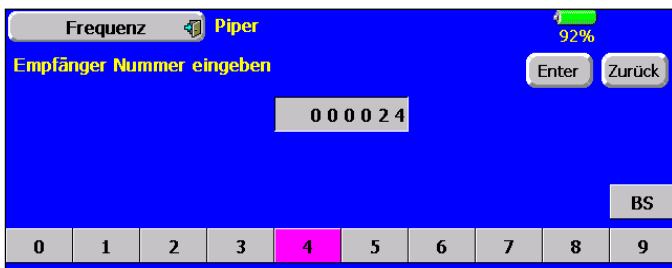 Frequenz Piper
92%
Empfänger Nummer eingeben Enter Zurück
000024
BS
0 1 2 3 4 5 6 7 8 9